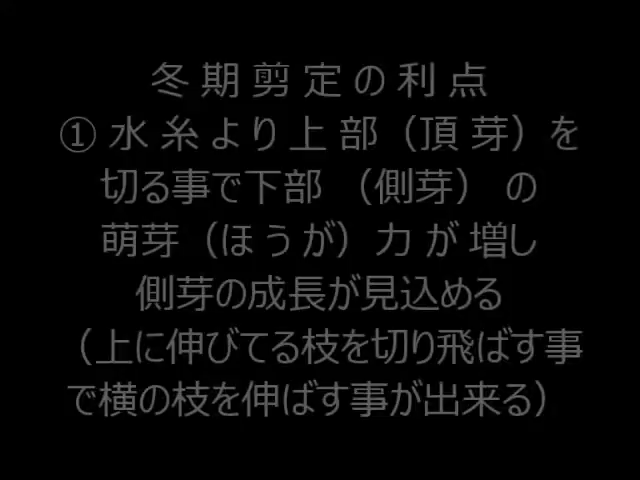 冬期剪定の利点
①水糸より上部（頂芽）を
切る事で下部（側芽）の
萌芽（ほうが）力が増し
側芽の成長が見込める
（上に伸びてる枝を切り飛ばす事
で横の枝を伸ばす事が出来る）